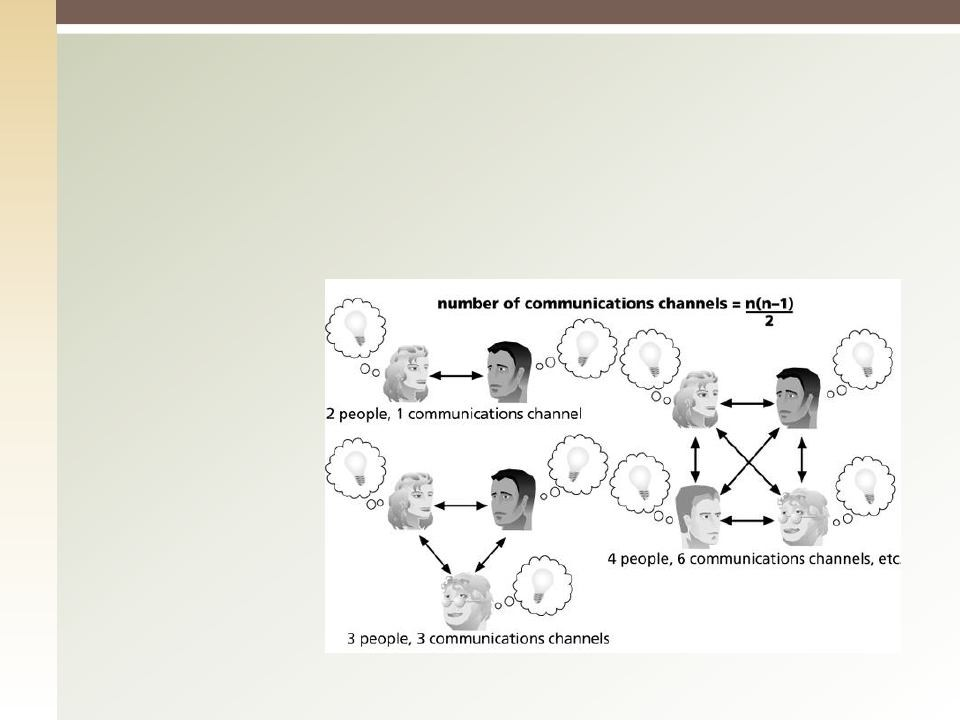 number of communications channels = n(n–1)
2
2 people, 1 communications channel
3 people, 3 communications channels
4 people, 6 communications channels, etc.